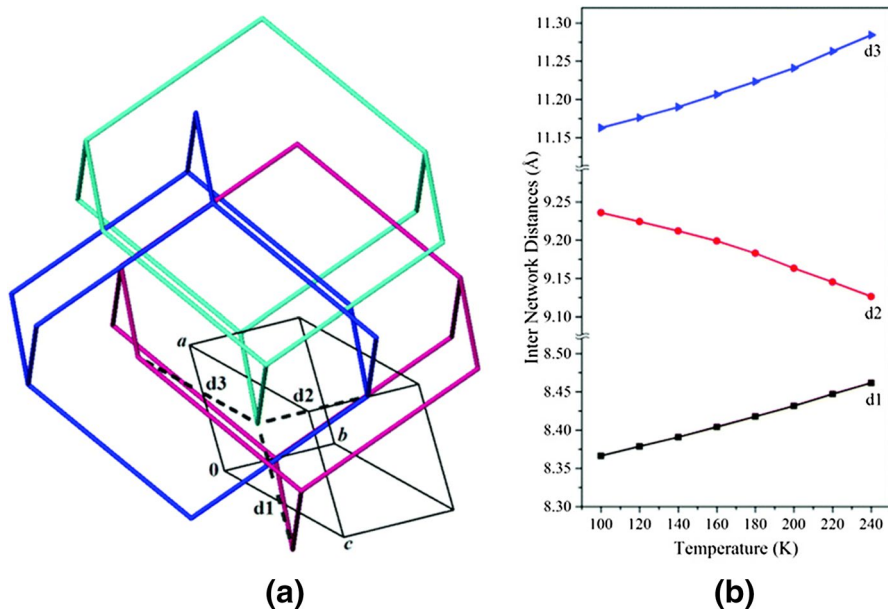 a
d3
d2
b
0
d1
c
(a)
Inter Network Distances (Å)
11.30
11.25
11.20
11.15
9.25
9.20
9.15
9.10
8.50
8.45
8.40
8.35
8.30
d3
d2
d1
100 120 140 160 180 200 220 240
Temperature (K)
(b)